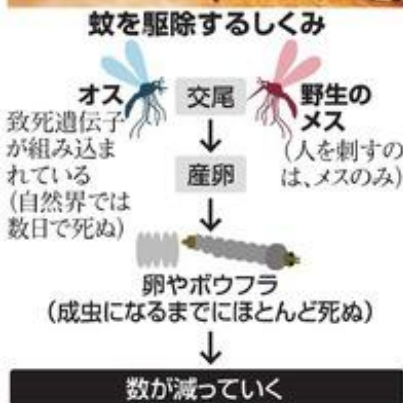 蚊を駆除するしくみ
オス
致死遺伝子
が組み込ま
れている
(自然界では
数日で死ぬ)
交尾
野生の
メス
(人を刺すの
は、メスのみ)
産卵
卵やボウフラ
(成虫になるまでにほとんど死ぬ)
数が減っていく